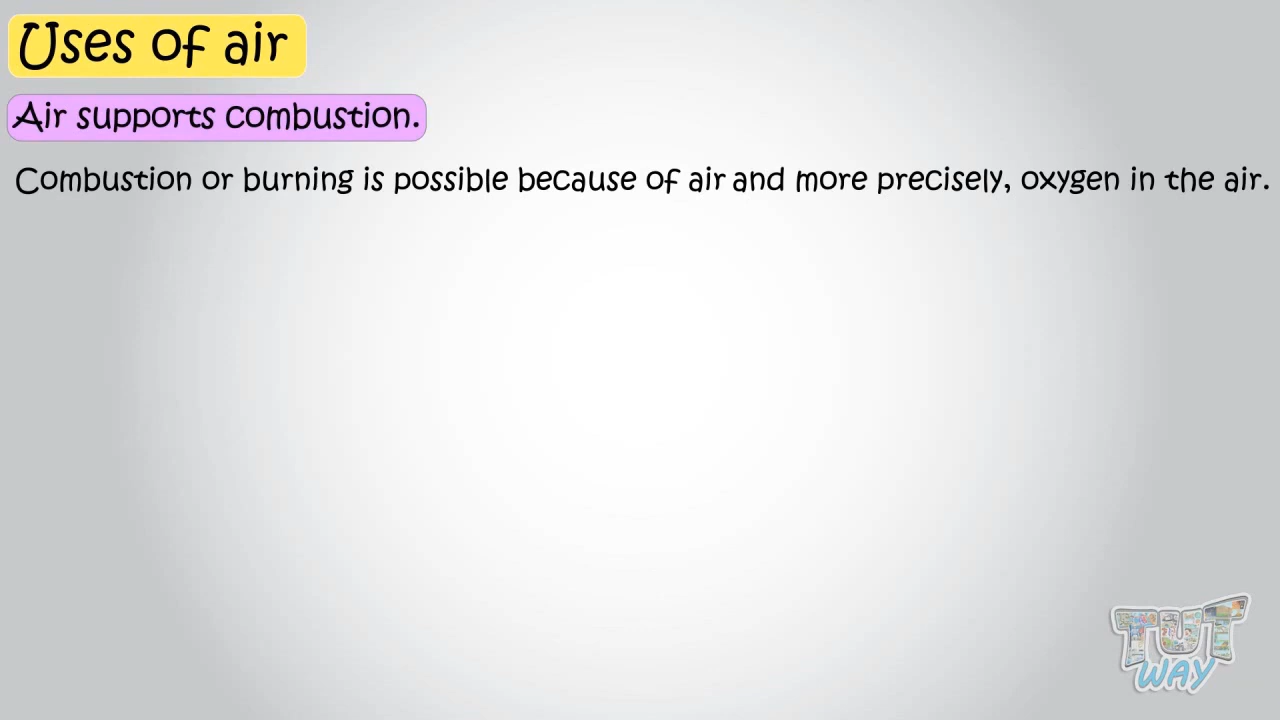 Uses of air
Air supports combustion.
Combustion or burning is possible because of air and more precisely, oxygen in the air.
TUT
WAY